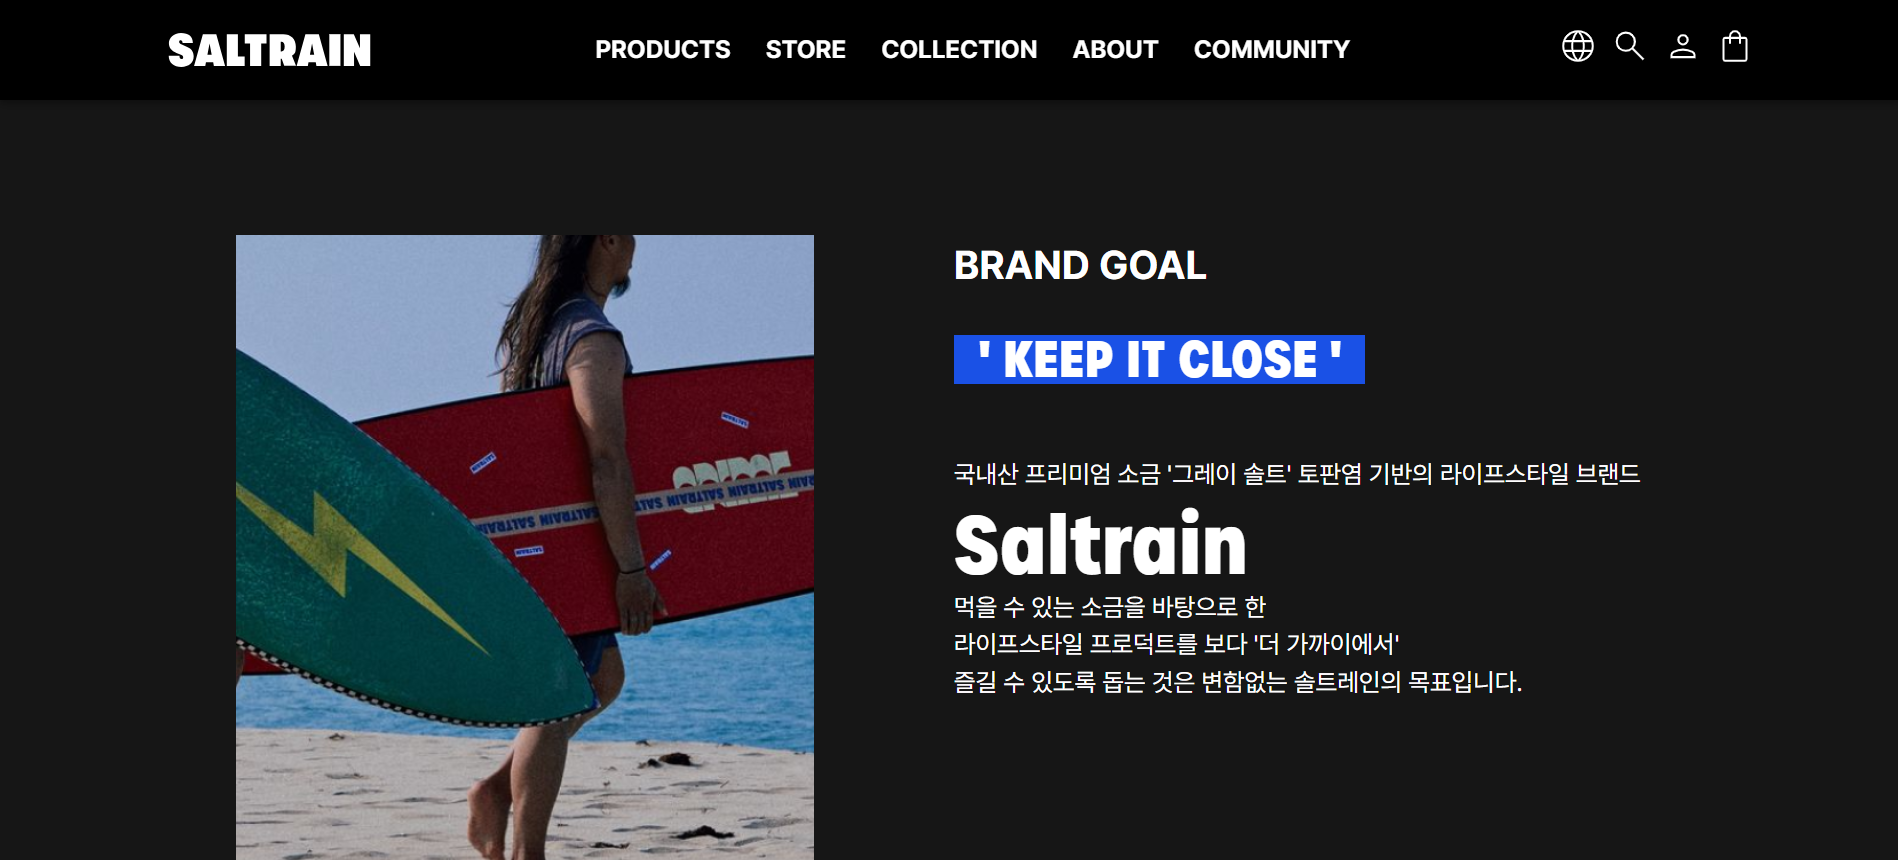 SALTRAIN
PRODUCTS STORE COLLECTION ABOUT COMMUNITY
BRAND GOAL
' KEEP IT CLOSE '
국내산 프리미엄 소금 '그레이 솔트' 토판염 기반의 라이프스타일 브랜드
Saltrain
먹을 수 있는 소금을 바탕으로 한
라이프스타일 프로덕트를 보다 '더 가까이에서'
즐길 수 있도록 돕는 것은 변함없는 솔트레인의 목표입니다.
SALTRAIN SALTRAIN SALTRAIN SALTRAIN SALTRAIN